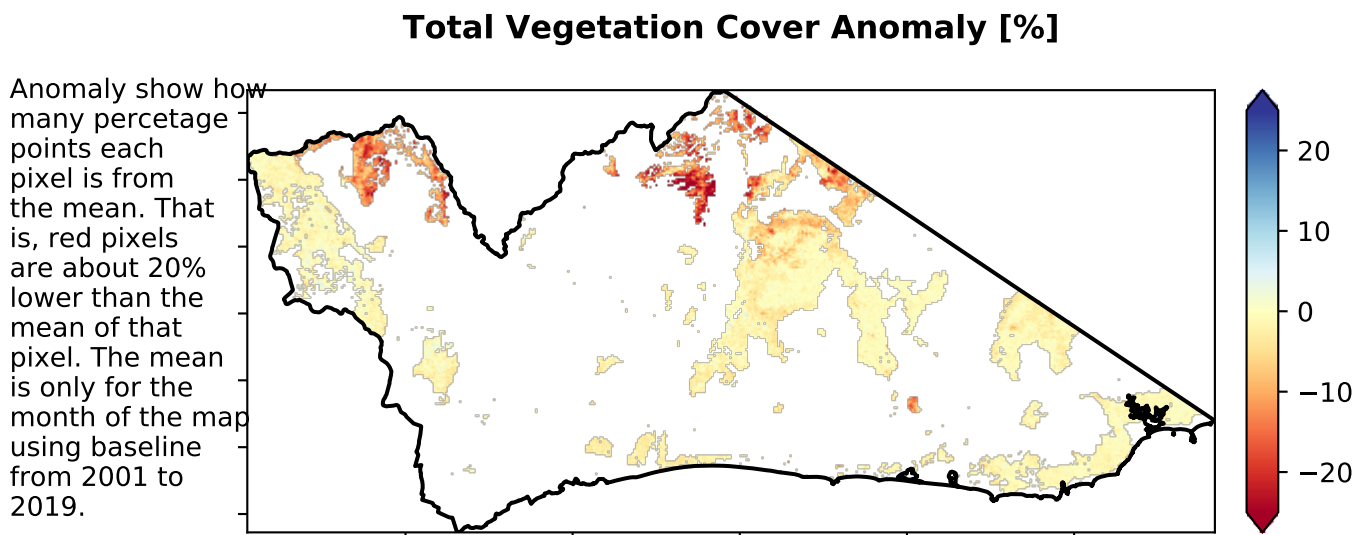 Total Vegetation Cover Anomaly [%]
Anomaly show how
many percetage
points each
pixel is from
the mean. That
is, red pixels
are about 20%
lower than the
mean of that
pixel. The mean
is only for the
month of the map
using baseline
from 2001 to
2019.
20
10
0
−10
−20